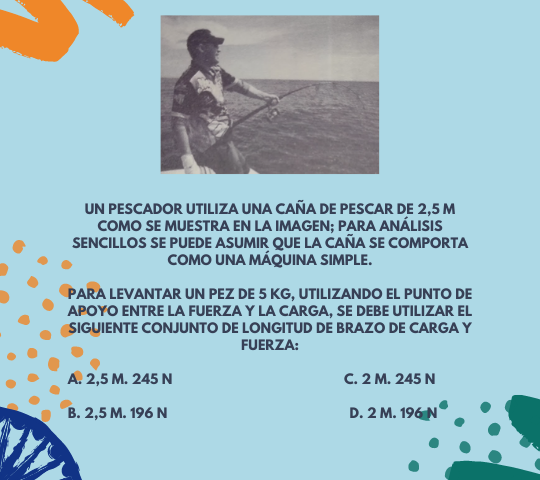 UN PESCADOR UTILIZA UNA CAÑA DE PESCAR DE 2,5 M
COMO SE MUESTRA EN LA IMAGEN; PARA ANÁLISIS
SENCILLOS SE PUEDE ASUMIR QUE LA CAÑA SE COMPORTA
COMO UNA MÁQUINA SIMPLE.
PARA LEVANTAR UN PEZ DE 5 KG, UTILIZANDO EL PUNTO DE
APOYO ENTRE LA FUERZA Y LA CARGA, SE DEBE UTILIZAR EL
SIGUIENTE CONJUNTO DE LONGITUD DE BRAZO DE CARGA Y
FUERZA:
A. 2,5 M. 245 N
C. 2 M. 245 N
B. 2,5 M. 196 N
D. 2 M. 196 N